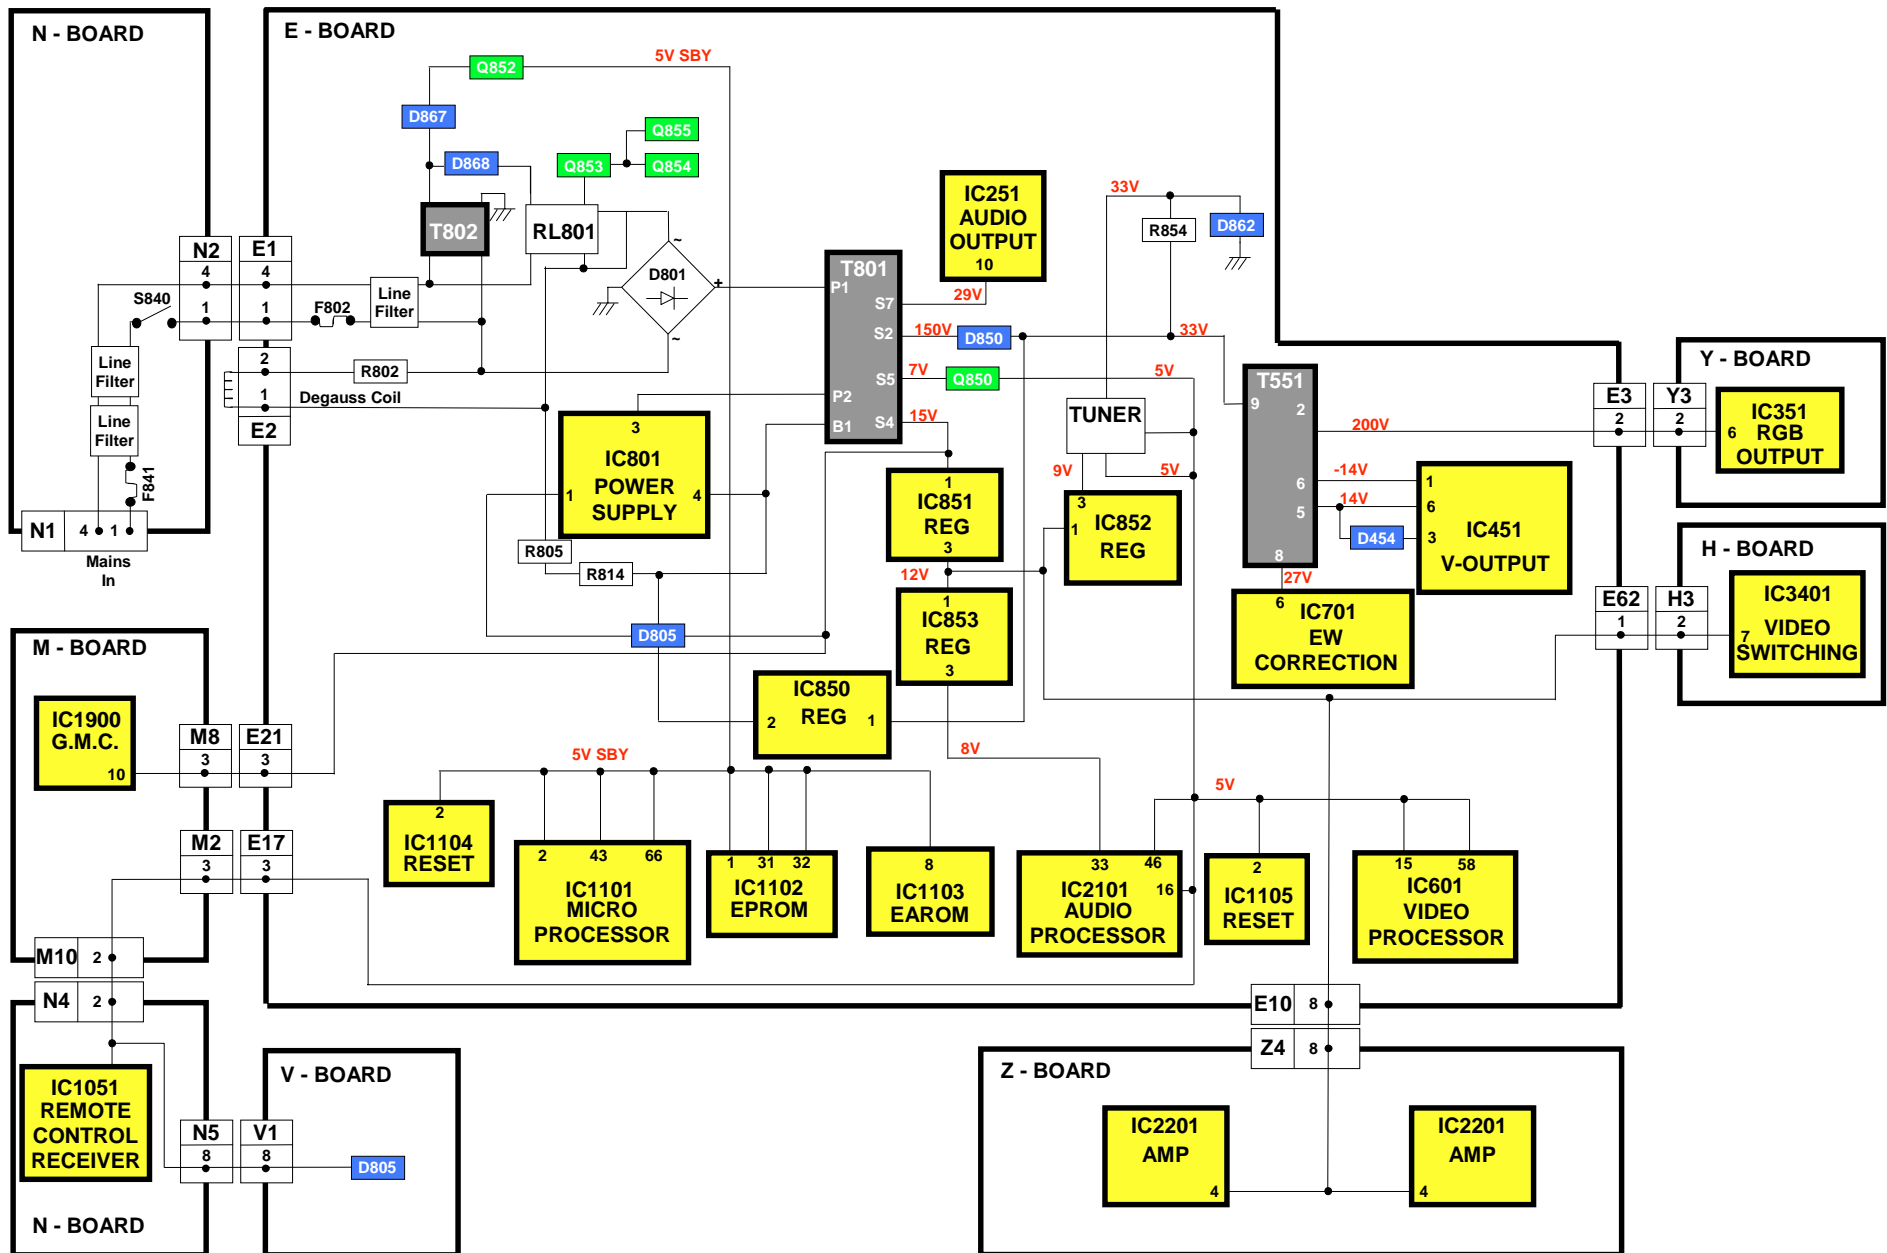 N - BOARD
E - BOARD
5V SBY
Q852
D867
Q855
D868
Q853
Q854
T802
RL801
IC251
AUDIO
OUTPUT
10
33V
R854
D862
N2
E1
4
4
S840
1
1
F802
Line
Filter
D801
~
+
~
T801
P1
S7
S2
S5
P2
S4
B1
29V
150V
D850
33V
7V
Q850
5V
15V
Line
Filter
Line
Filter
F841
N1
4
1
Mains
In
2
1
E2
R802
Degauss Coil
3
IC801
POWER
SUPPLY
1
4
R805
R814
D805
TUNER
9V
5V
1
IC851
REG
3
12V
3
1
IC852
REG
1
IC853
REG
3
IC850
REG
2
1
8V
T551
9
2
6
5
8
200V
-14V
14V
D454
27V
1
6
3
IC451
V-OUTPUT
6
IC701
EW
CORRECTION
E3
Y3
2
2
Y - BOARD
IC351
RGB
OUTPUT
6
H - BOARD
E62
H3
1
2
IC3401
VIDEO
SWITCHING
7
M - BOARD
IC1900
G.M.C.
10
M8
E21
3
3
M2
E17
3
3
M10
2
N4
2
5V SBY
2
IC1104
RESET
2
43
66
IC1101
MICRO
PROCESSOR
1
31
32
IC1102
EPROM
8
IC1103
EAROM
5V
33
46
16
IC2101
AUDIO
PROCESSOR
2
IC1105
RESET
15
58
IC601
VIDEO
PROCESSOR
E10
8
Z4
8
IC1051
REMOTE
CONTROL
RECEIVER
N - BOARD
N5
V1
8
8
V - BOARD
D805
Z - BOARD
IC2201
AMP
4
IC2201
AMP
4